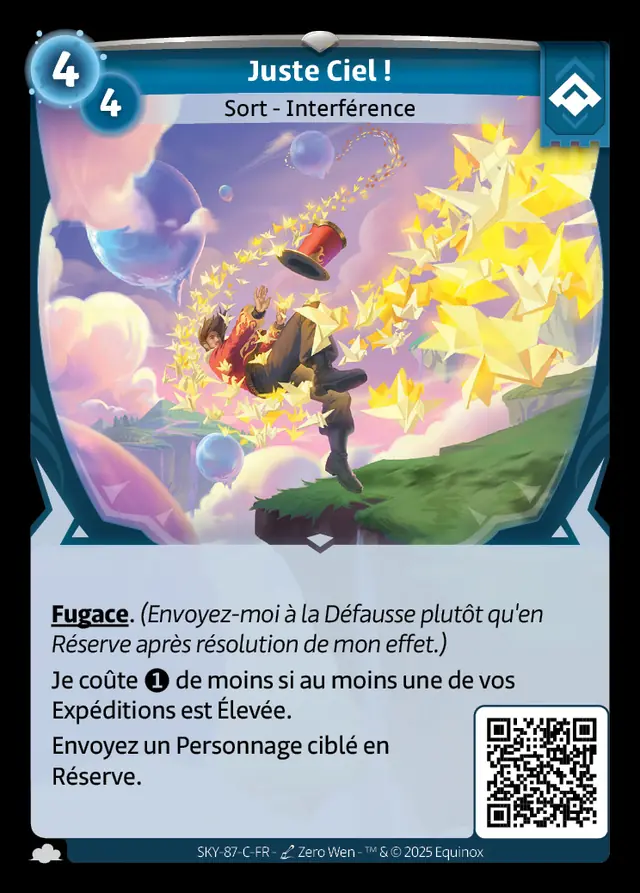 4
4
Juste Ciel !
Sort - Interférence
Fugace. (Envoyez-moi à la Défausse plutôt qu'en
Réserve après résolution de mon effet.)
Je coûte 1 de moins si au moins une de vos
Expéditions est Élevée.
Envoyez un Personnage ciblé en
Réserve.
SKY-87-C-FR - Zero Wen - ™ & © 2025 Equinox